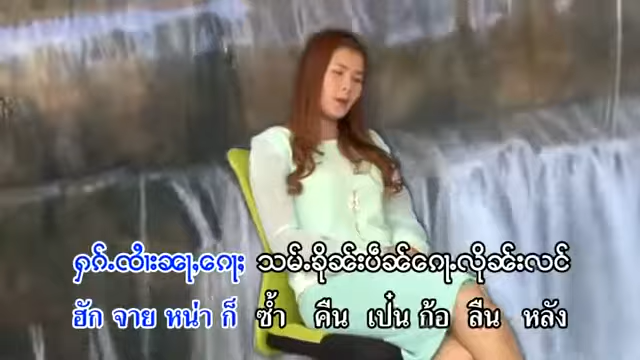 ႁၵ်ႉၸၢႆးၼႃႇၵေႃႈ သမ်ႉၶိုၼ်းပဵၼ်ၵေႃႉလိုၼ်းလင်
ฮัก จาย หน่า ก็ ซ้ำ คืน เป๋น ก้อ ลืน หลัง